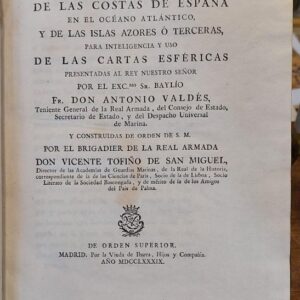 DE LAS COSTAS DE ESPAÑA
EN EL OCÉANO ATLÁNTICO,
Y DE LAS ISLAS AZORES Ó TERCERAS,
PARA INTELIGENCIA Y USO
DE LAS CARTAS ESFÉRICAS
PRESENTADAS AL REY NUESTRO SEÑOR
POR EL EXC.MO SR. BAYLÍO
FR. DON ANTONIO VALDÉS,
Teniente General de la Real Armada, del Consejo de Estado,
Secretario de Estado, y del Despacho Universal
de Marina.
Y CONSTRUIDAS DE ORDEN DE S. M.
POR EL BRIGADIER DE LA REAL ARMADA
DON VICENTE TOFIÑO DE SAN MIGUEL,
Director de las Academias de Guardias Marinas, de la Real de la Historia,
correspondiente de la de las Ciencias de Paris, Socio de la de Lisboa, Socio
Literato de la Sociedad Bascongada, y de mérito de la de los Amigos
del Pais de Palma.
DE ORDEN SUPERIOR.
MADRID. Por la Viuda de Ibarra, Hijos y Compañía.
AÑO MDCCLXXXIX.